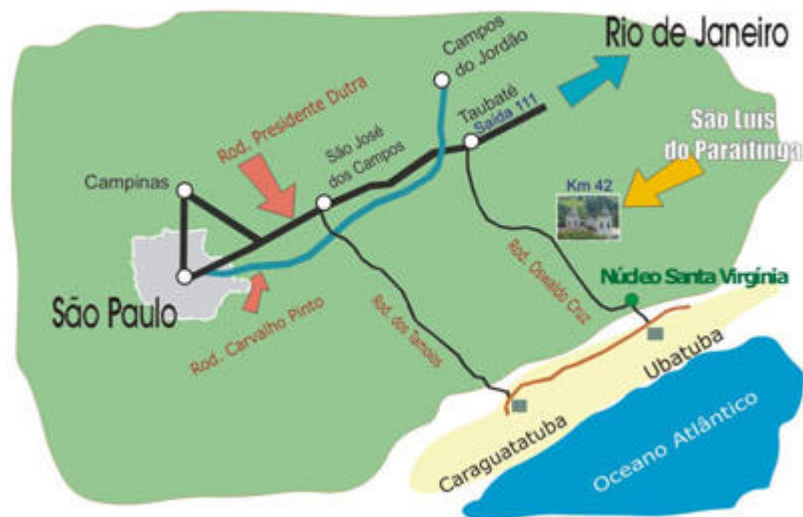 Campos
do Jordão
Rio de Janeiro
Rod. Presidente Dutra
Taubaté
Saída 111
São Luis
do Paraitinga
São José
dos Campos
Campinas
Km 42
Rod. Oswaldo Cruz
Núcleo Santa Virgínia
São Paulo
Rod. Carvalho Pinto
Rod. dos Tamoios
Ubatuba
Caraguatatuba
Oceano Atlântico